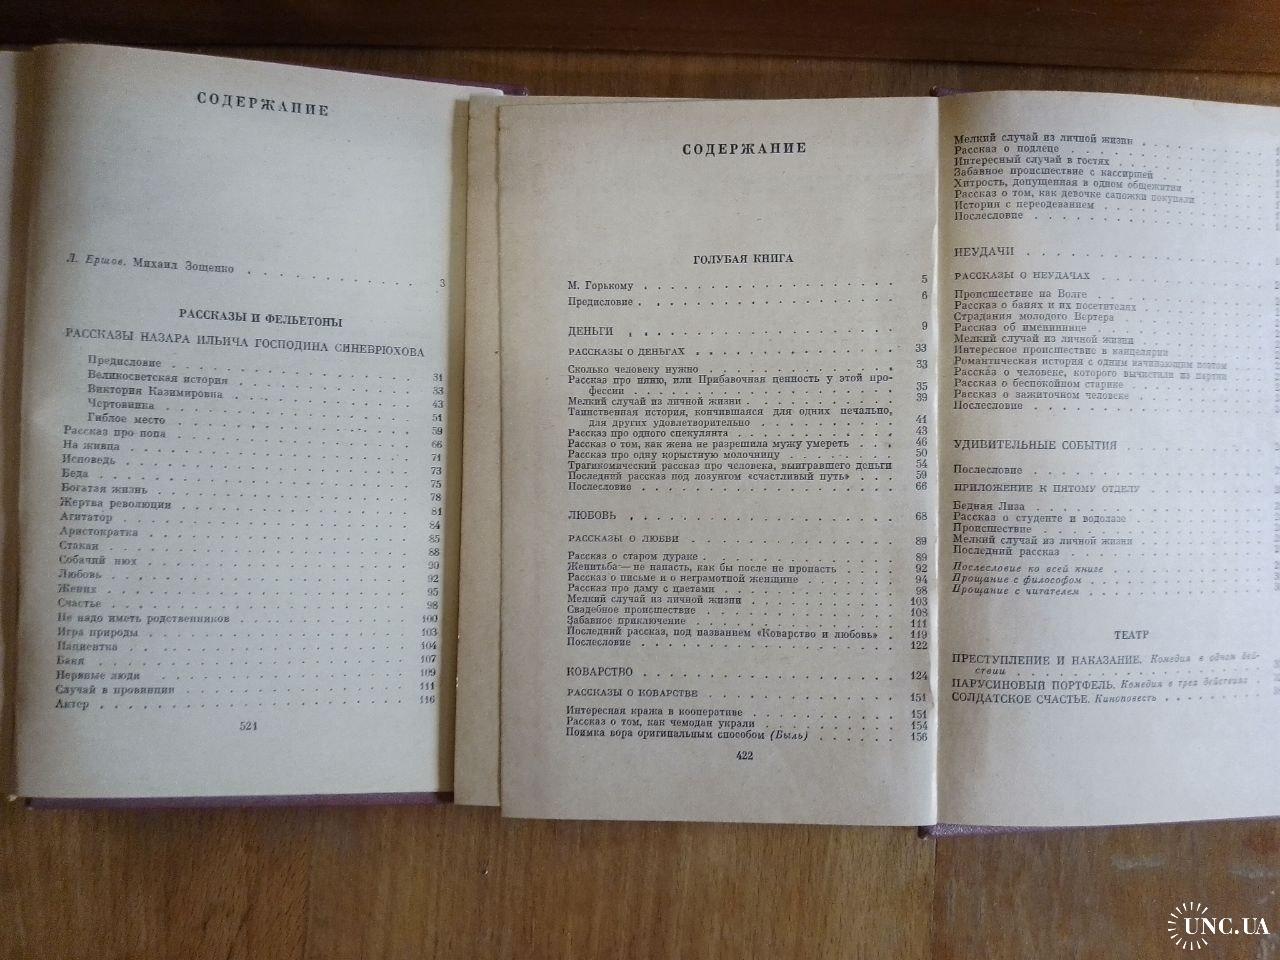 СОДЕРЖАНИЕ
Л. Ершов. Михаил Зощенко . . . 3
РАССКАЗЫ И ФЕЛЬЕТОНЫ
РАССКАЗЫ НАЗАРА ИЛЬИЧА ГОСПОДИНА СИНЕБРЮХОВА
Предисловие . . . 31
Великосветская история . . . 33
Виктория Казимировна . . . 43
Чертовинка . . . 51
Гиблое место . . . 59
Рассказ про попа . . . 66
На живца . . . 71
Исповедь . . . 73
Беда . . . 75
Богатая жизнь . . . 78
Жертва революции . . . 81
Агитатор . . . 84
Аристократка . . . 85
Стакан . . . 88
Собачий нюх . . . 90
Любовь . . . 92
Жених . . . 95
Счастье . . . 98
Не надо иметь родственников . . . 100
Игра природы . . . 103
Пациентка . . . 104
Баня . . . 107
Нервные люди . . . 109
Случай в провинции . . . 111
Актер . . . 116
521
СОДЕРЖАНИЕ
ГОЛУБАЯ КНИГА
М. Горькому . . . 5
Предисловие . . . 6
ДЕНЬГИ . . . 9
РАССКАЗЫ О ДЕНЬГАХ . . . 33
Сколько человеку нужно . . . 33
Рассказ про няню, или Прибавочная ценность у этой про-
фессии . . . 35
Мелкий случай из личной жизни . . . 39
Таинственная история, кончившаяся для одних печально,
для других удовлетворительно . . . 41
Рассказ про одного спекулянта . . . 43
Рассказ о том, как жена не разрешила мужу умереть . . . 46
Рассказ про одну корыстную молочницу . . . 50
Трагикомический рассказ про человека, выигравшего деньги 54
Последний рассказ под лозунгом «счастливый путь» . . . 59
Послесловие . . . 66
ЛЮБОВЬ . . . 68
РАССКАЗЫ О ЛЮБВИ . . . 89
Рассказ о старом дураке . . . 89
Женитьба — не напасть, как бы после не пропасть . . . 92
Рассказ о письме и о неграмотной женщине . . . 94
Рассказ про даму с цветами . . . 98
Мелкий случай из личной жизни . . . 103
Свадебное происшествие . . . 108
Забавное приключение . . . 111
Последний рассказ, под названием «Коварство и любовь» . 119
Послесловие . . . 122
КОВАРСТВО . . . 124
РАССКАЗЫ О КОВАРСТВЕ . . . 151
Интересная кража в кооперативе . . . 151
Рассказ о том, как чемодан украли . . . 154
Поимка вора оригинальным способом (Быль) . . . 156
422
Мелкий случай из личной жизни . . .
Рассказ о подлеце . . .
Интересный случай в гостях . . .
Забавное происшествие с кассиршей . . .
Хитрость, допущенная в одном общежитии
Рассказ о том, как девочке сапожки покупали
История с переодеванием . . .
Послесловие . . .
НЕУДАЧИ . . .
РАССКАЗЫ О НЕУДАЧАХ . . .
Происшествие на Волге . . .
Рассказ о банях и их посетителях . . .
Страдания молодого Вертера . . .
Рассказ об имениннице . . .
Мелкий случай из личной жизни . . .
Интересное происшествие в канцелярии . . .
Романтическая история с одним начинающим поэтом
Рассказ о человеке, которого вычистили из партии
Рассказ о беспокойном старике . . .
Рассказ о зажиточном человеке . . .
Послесловие . . .
УДИВИТЕЛЬНЫЕ СОБЫТИЯ . . .
Послесловие . . .
ПРИЛОЖЕНИЕ К ПЯТОМУ ОТДЕЛУ . . .
Бедная Лиза . . .
Рассказ о студенте и водолазе . . .
Происшествие . . .
Мелкий случай из личной жизни . . .
Последний рассказ . . .
Послесловие ко всей книге . . .
Прощание с философом . . .
Прощание с читателем . . .
ТЕАТР
ПРЕСТУПЛЕНИЕ И НАКАЗАНИЕ. Комедия в одном дей-
ствии . . .
ПАРУСИНОВЫЙ ПОРТФЕЛЬ. Комедия в трех действиях
СОЛДАТСКОЕ СЧАСТЬЕ. Киноповесть . . .
UNC.UA